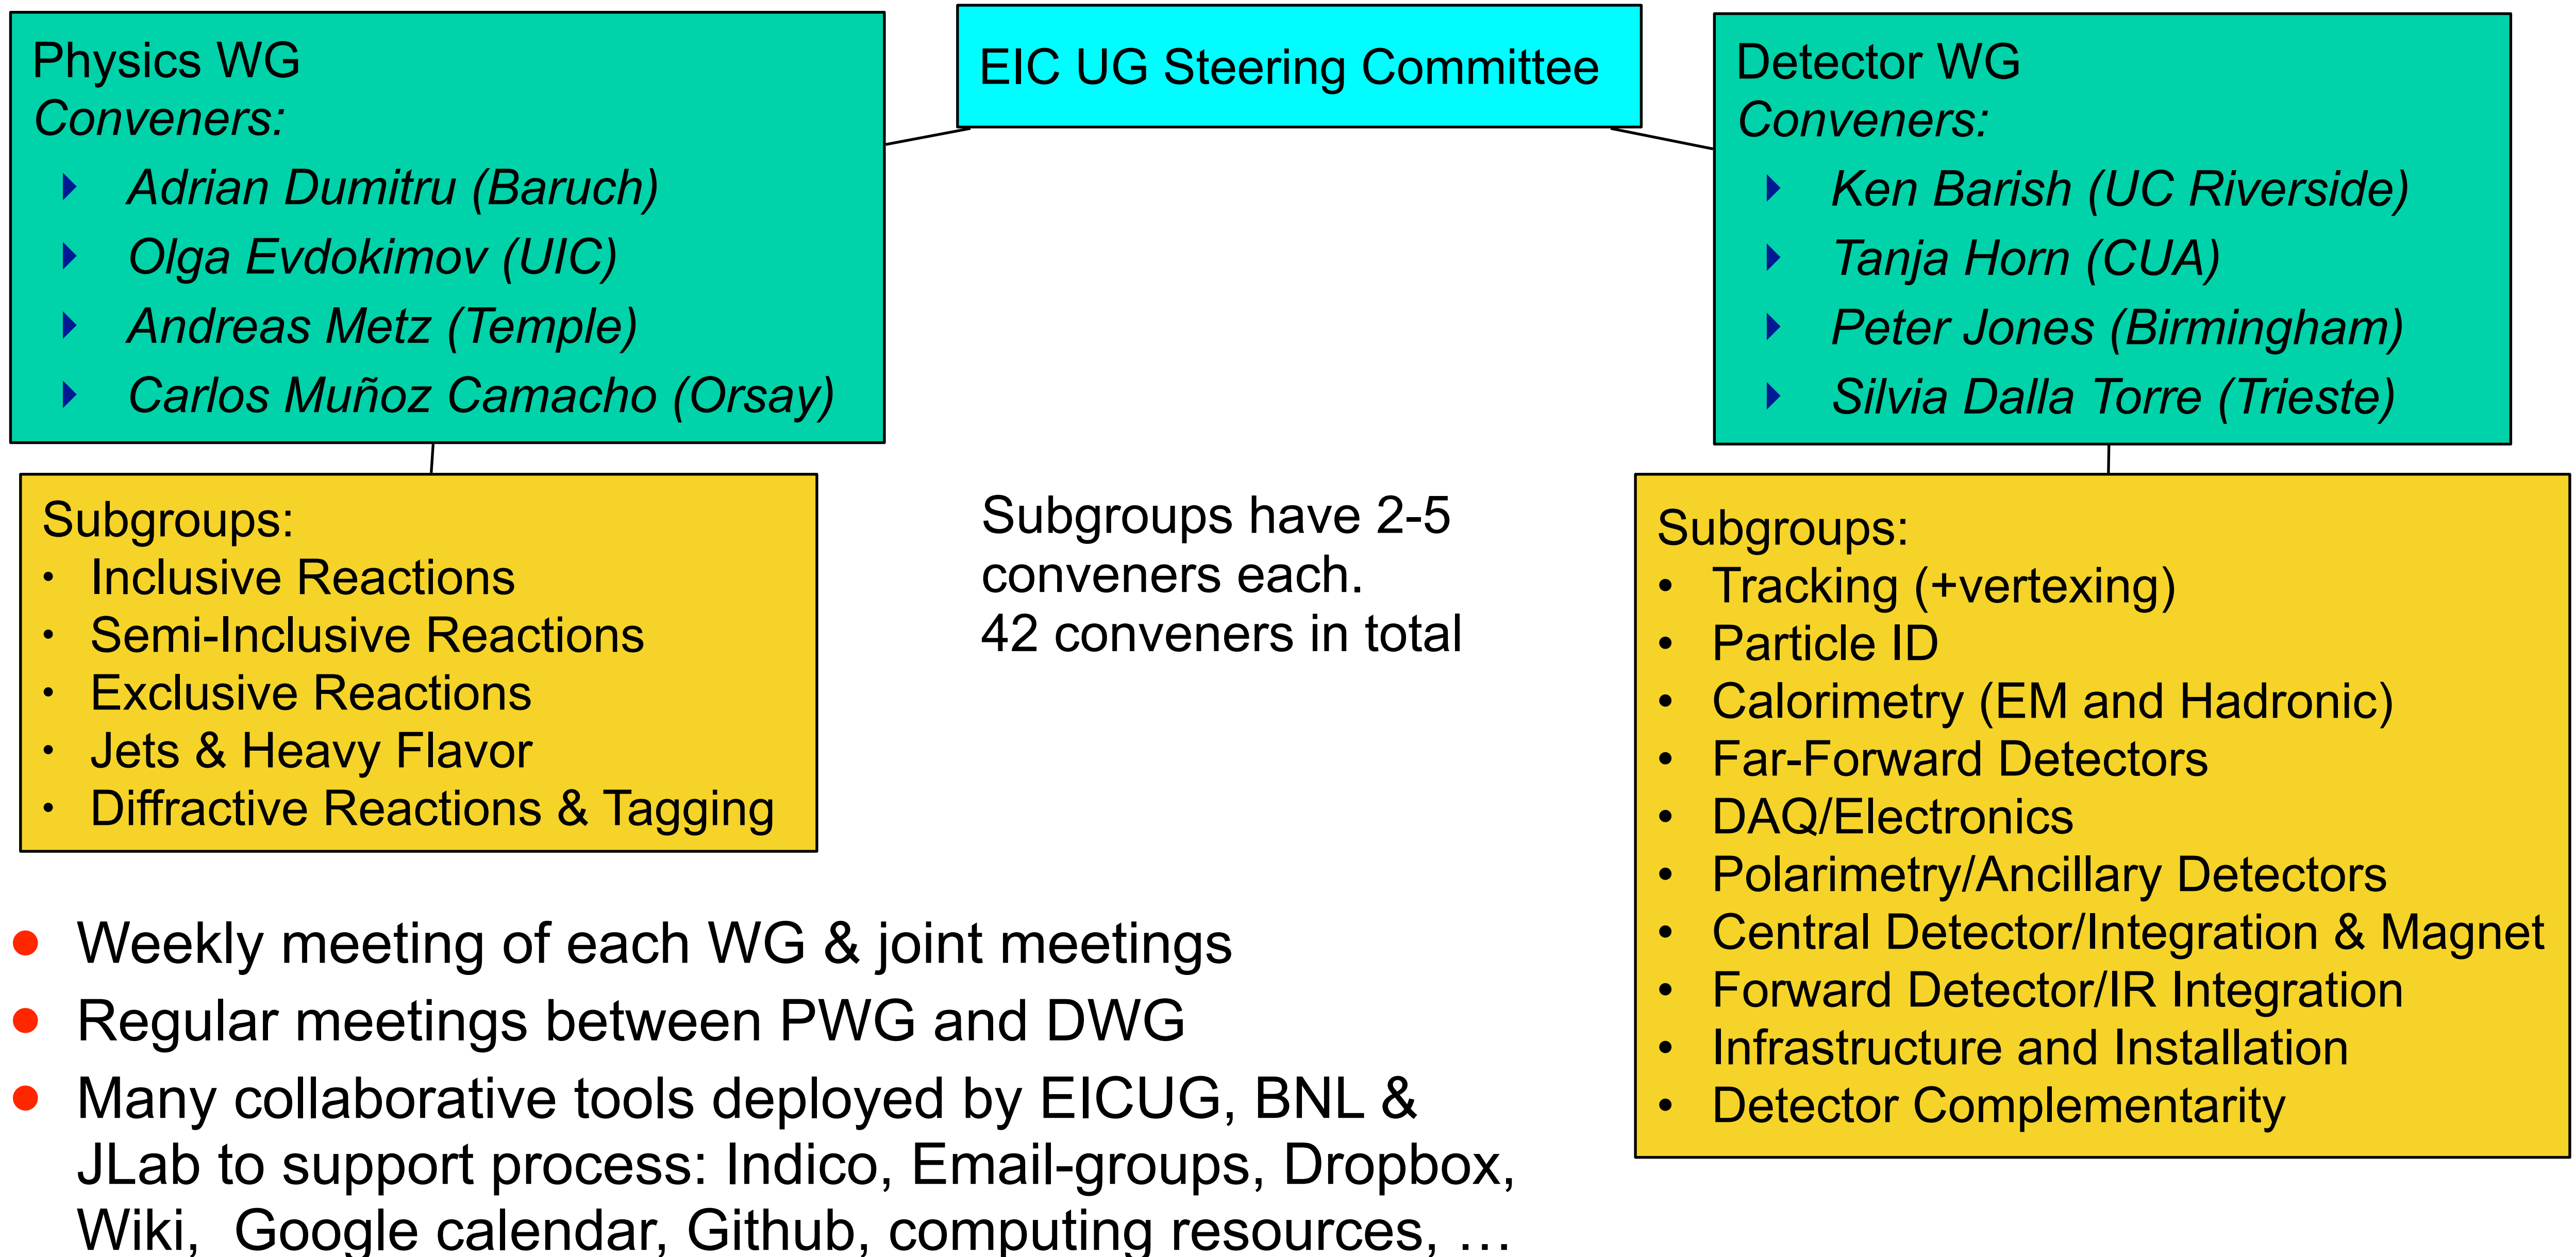 Physics WG
Conveners:
Adrian Dumitru (Baruch)
Olga Evdokimov (UIC)
Andreas Metz (Temple)
Carlos Muñoz Camacho (Orsay)
EIC UG Steering Committee
Detector WG
Conveners:
Ken Barish (UC Riverside)
Tanja Horn (CUA)
Peter Jones (Birmingham)
Silvia Dalla Torre (Trieste)
Subgroups:
• Inclusive Reactions
• Semi-Inclusive Reactions
• Exclusive Reactions
• Jets & Heavy Flavor
• Diffractive Reactions & Tagging
Subgroups have 2-5
conveners each.
42 conveners in total
Subgroups:
• Tracking (+vertexing)
• Particle ID
• Calorimetry (EM and Hadronic)
• Far-Forward Detectors
• DAQ/Electronics
• Polarimetry/Ancillary Detectors
• Central Detector/Integration & Magnet
• Forward Detector/IR Integration
• Infrastructure and Installation
• Detector Complementarity
• Weekly meeting of each WG & joint meetings
• Regular meetings between PWG and DWG
• Many collaborative tools deployed by EICUG, BNL &
JLab to support process: Indico, Email-groups, Dropbox,
Wiki, Google calendar, Github, computing resources, …